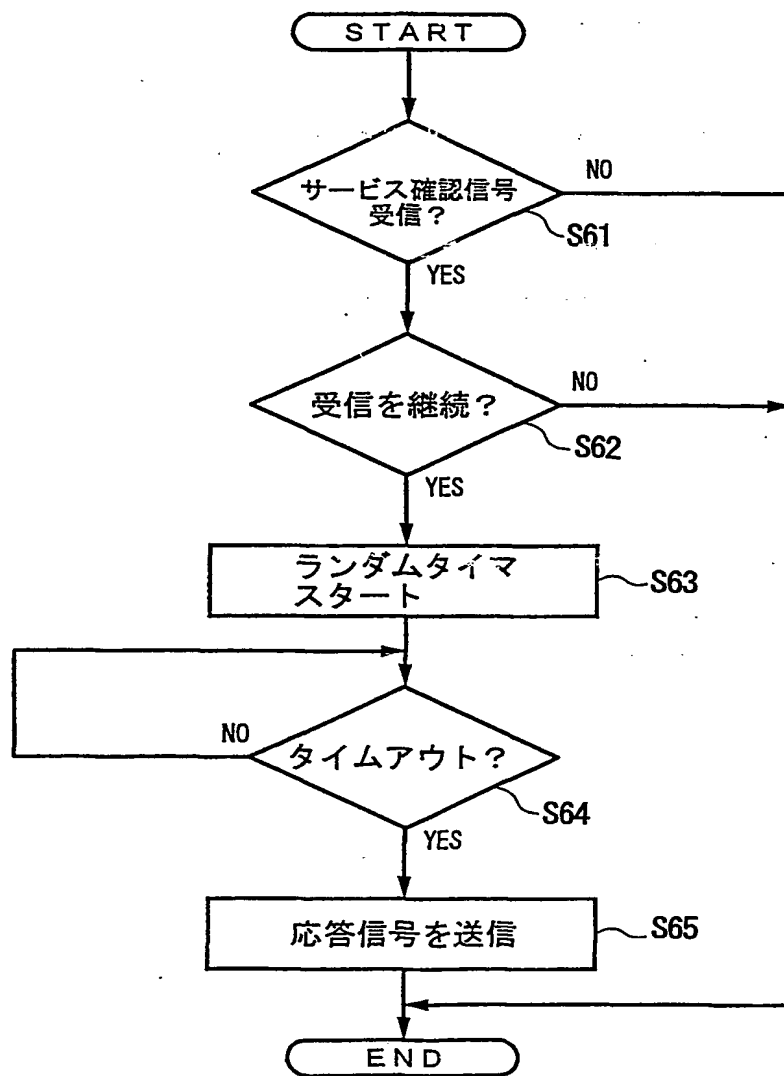 START
サービス確認信号
受信？
NO
S61
YES
受信を継続？
NO
S62
YES
ランダムタイマ
スタート
S63
タイムアウト？
NO
S64
YES
応答信号を送信
S65
END